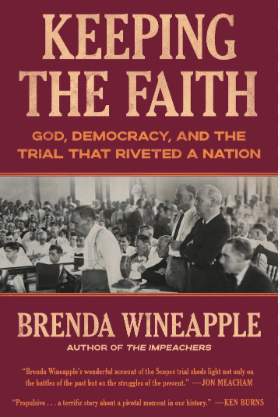 KEEPING
THE FAITH
GOD, DEMOCRACY, AND THE
TRIAL THAT RIVETED A NATION
BRENDA WINEAPPLE
AUTHOR OF THE IMPEACHERS
"Brenda Wineapple's wonderful account of the Scopes trial sheds light not only on
the battles of the past but on the struggles of the present." —JON MEACHAM
"Propulsive . . . a terrific story about a pivotal moment in our history." —KEN BURNS